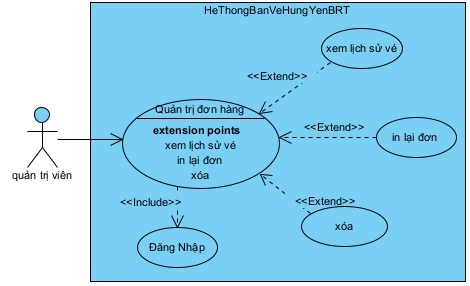 HeThongBanVeHungYenBRT
xem lịch sử vé
<<Extend>>
Quản trị đơn hàng
extension points
xem lịch sử vé
in lại đơn
xóa
<<Extend>>
in lại đơn
quản trị viên
<<Extend>>
<<Include>>
xóa
Đăng Nhập